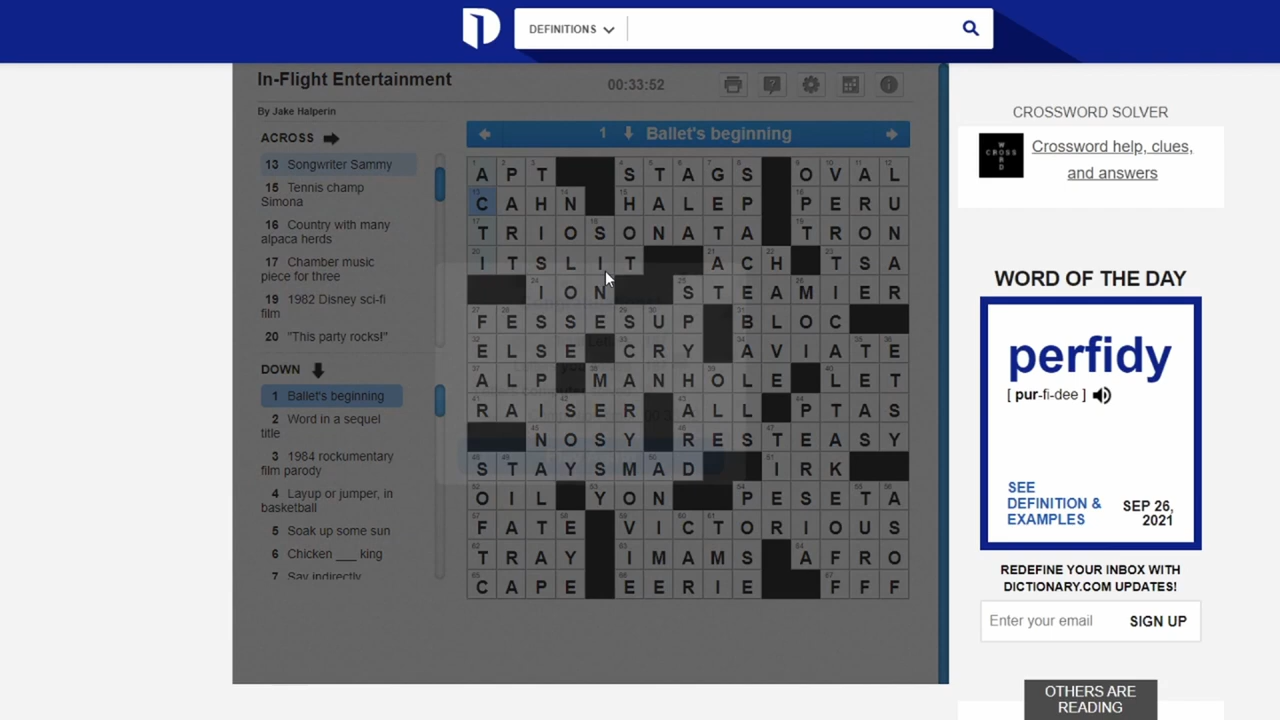 DEFINITIONS
In-Flight Entertainment
00:33:52
By Jake Halperin
ACROSS
13 Songwriter Sammy
15 Tennis champ
Simona
16 Country with many
alpaca herds
17 Chamber music
piece for three
19 1982 Disney sci-fi
film
20 "This party rocks!"
DOWN
1 Ballet's beginning
2 Word in a sequel
title
3 1984 rockumentary
film parody
4 Layup or jumper, in
basketball
5 Soak up some sun
6 Chicken ___ king
7 Say indirectly
1 Ballet's beginning
A P T S T A G S O V A L
C A H N H A L E P P E R U
T R I O S O N A T A T R O N
I T S L I T A C H T S A
I O N S T E A M I E R
F E S S E S U P B L O C
E L S E C R Y A V I A T E
A L P M A N H O L E L E T
R A I S E R A L L P T A S
N O S Y R E S T E A S Y
S T A Y S M A D I R K
O I L Y O N P E S E T A
F A T E V I C T O R I O U S
T R A Y I M A M S A F R O
C A P E E E R I E F F F
CROSSWORD SOLVER
Crossword help, clues,
and answers
WORD OF THE DAY
perfidy
[ pur-fi-dee ]
SEE
DEFINITION &
EXAMPLES
SEP 26,
2021
REDEFINE YOUR INBOX WITH
DICTIONARY.COM UPDATES!
Enter your email
SIGN UP
OTHERS ARE
READING